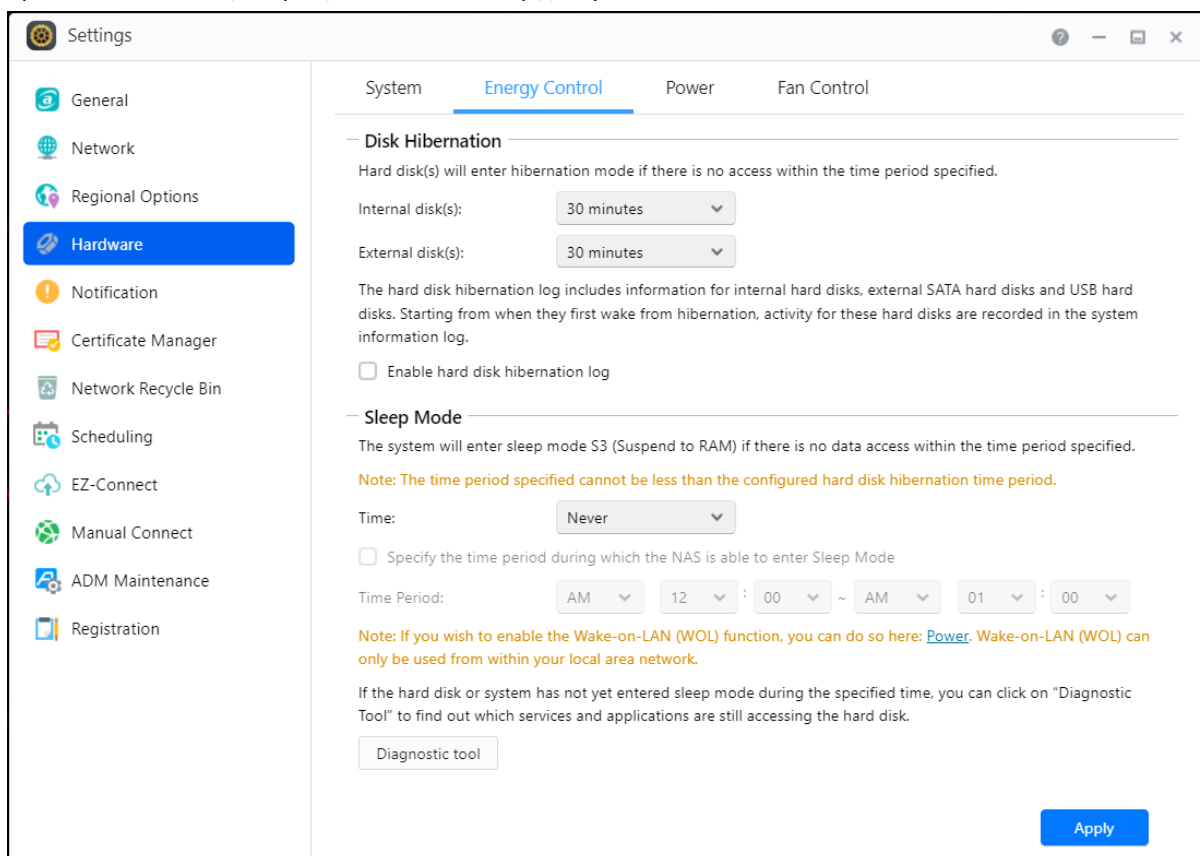 Settings
General
Network
Regional Options
Hardware
Notification
Certificate Manager
Network Recycle Bin
Scheduling
EZ-Connect
Manual Connect
ADM Maintenance
Registration
System Energy Control Power Fan Control
Disk Hibernation
Hard disk(s) will enter hibernation mode if there is no access within the time period specified.
Internal disk(s): 30 minutes
External disk(s): 30 minutes
The hard disk hibernation log includes information for internal hard disks, external SATA hard disks and USB hard
disks. Starting from when they first wake from hibernation, activity for these hard disks are recorded in the system
information log.
Enable hard disk hibernation log
Sleep Mode
The system will enter sleep mode S3 (Suspend to RAM) if there is no data access within the time period specified.
Note: The time period specified cannot be less than the configured hard disk hibernation time period.
Time: Never
Specify the time period during which the NAS is able to enter Sleep Mode
Time Period: AM 12 : 00 ~ AM 01 : 00
Note: If you wish to enable the Wake-on-LAN (WOL) function, you can do so here: Power. Wake-on-LAN (WOL) can
only be used from within your local area network.
If the hard disk or system has not yet entered sleep mode during the specified time, you can click on “Diagnostic
Tool” to find out which services and applications are still accessing the hard disk.
Diagnostic tool
Apply